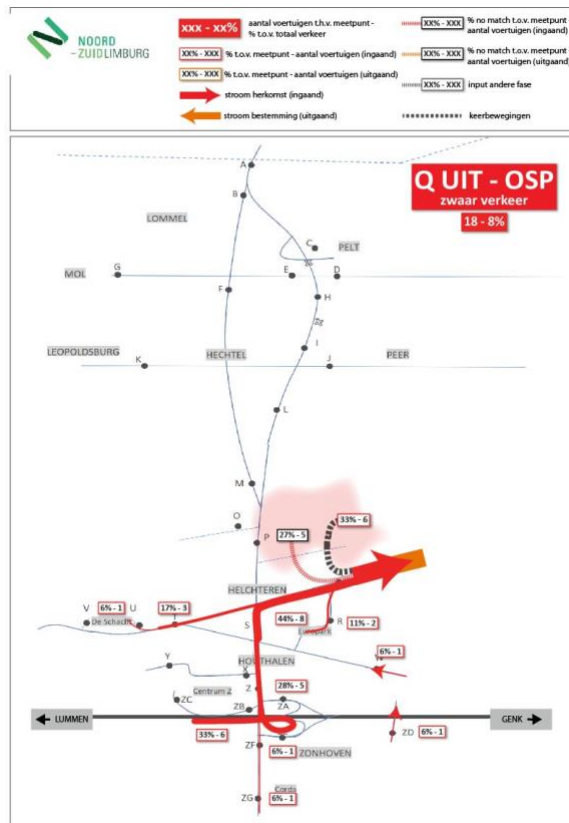 NOORD
-ZUIDLIMBURG
xxx - xx%
aantal voertuigen t.h.v. meetpunt -
% t.o.v. totaal verkeer
XX% - XXX
% t.o.v. meetpunt - aantal voertuigen (ingaand)
XX% - XXX
% t.o.v. meetpunt - aantal voertuigen (uitgaand)
stroom herkomst (ingaand)
stroom bestemming (uitgaand)
XX% - XXX
% no match t.o.v. meetpunt
aantal voertuigen (ingaand)
XX% - XXX
% no match t.o.v. meetpunt
aantal voertuigen (uitgaand)
XX% - XXX
input andere fase
keerbewegingen
Q UIT - OSP
zwaar verkeer
18 - 8%
A
B
LOMMEL
C
PELT
MOL
G
E
D
F
H
I
LEOPOLDSBURG
K
HECHTEL
J
PEER
L
M
O
P
27% - 5
33% - 6
HELCHTEREN
V
6% - 1
U
17% - 3
De Schacht
S
44% - 8
Europark
R
11% - 2
Y
HOUTHALEN
X
6% - 1
Centrum Z
Z
28% - 5
ZC
ZB
ZA
LUMMEN
GENK
33% - 6
ZF
6% - 1
ZONHOVEN
ZD
6% - 1
Corda
ZG
6% - 1